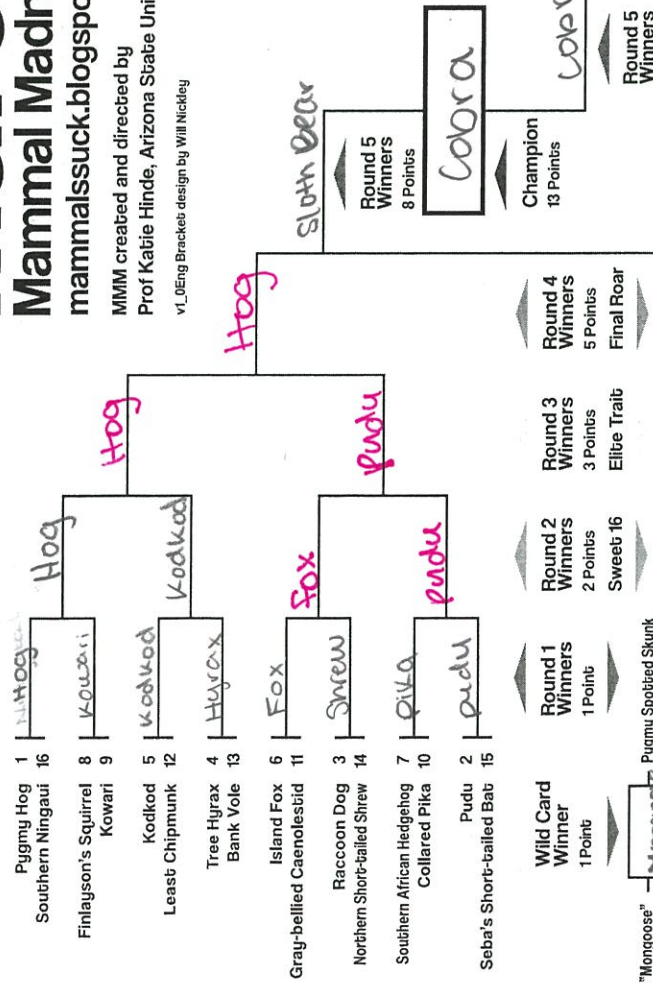 Mammal Madn
mammalssuck.blogspo
MMM created and directed by
Prof Katie Hinde, Arizona State Uni
v1_0Eng Bracket design by Will Nickley
Pygmy Hog 1
Southern Ningaui 16
Hog
Finlayson's Squirrel 8
Kowari 9
Kowari
Hog
Kodkod 5
Least Chipmunk 12
Kodkod
Tree Hyrax 4
Bank Vole 13
Hyrax
Kodkod
Hog
Island Fox 6
Gray-bellied Caenolestid 11
Fox
Raccoon Dog 3
Northern Short-tailed Shrew 14
Shrew
Fox
Southern African Hedgehog 7
Collared Pika 10
Pika
Pudu 2
Seba's Short-tailed Bat 15
pudu
pudu
pudu
Hog
Sloth Bear
Round 5
Winners
8 Points
Cobra
Champion
13 Points
Round 5
Winners
Wild Card
Winner
1 Point
Round 1
Winners
1 Point
Round 2
Winners
2 Points
Sweet 16
Round 3
Winners
3 Points
Elite Trait
Round 4
Winners
5 Points
Final Roar
"Mongoose"
Pygmy Spotted Skunk